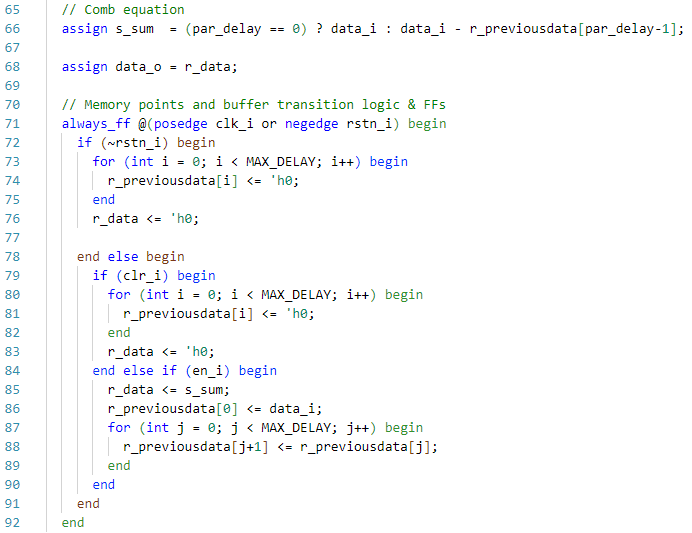 65 // Comb equation
66 assign s_sum  = (par_delay == 0) ? data_i : data_i - r_previousdata[par_delay-1];
67
68 assign data_o = r_data;
69
70 // Memory points and buffer transition logic & FFs
71 always_ff @(posedge clk_i or negedge rstn_i) begin
72   if (~rstn_i) begin
73     for (int i = 0; i < MAX_DELAY; i++) begin
74       r_previousdata[i] <= 'h0;
75     end
76     r_data <= 'h0;
77
78   end else begin
79     if (clr_i) begin
80       for (int i = 0; i < MAX_DELAY; i++) begin
81         r_previousdata[i] <= 'h0;
82       end
83       r_data <= 'h0;
84     end else if (en_i) begin
85       r_data <= s_sum;
86       r_previousdata[0] <= data_i;
87       for (int j = 0; j < MAX_DELAY; j++) begin
88         r_previousdata[j+1] <= r_previousdata[j];
89       end
90     end
91   end
92 end